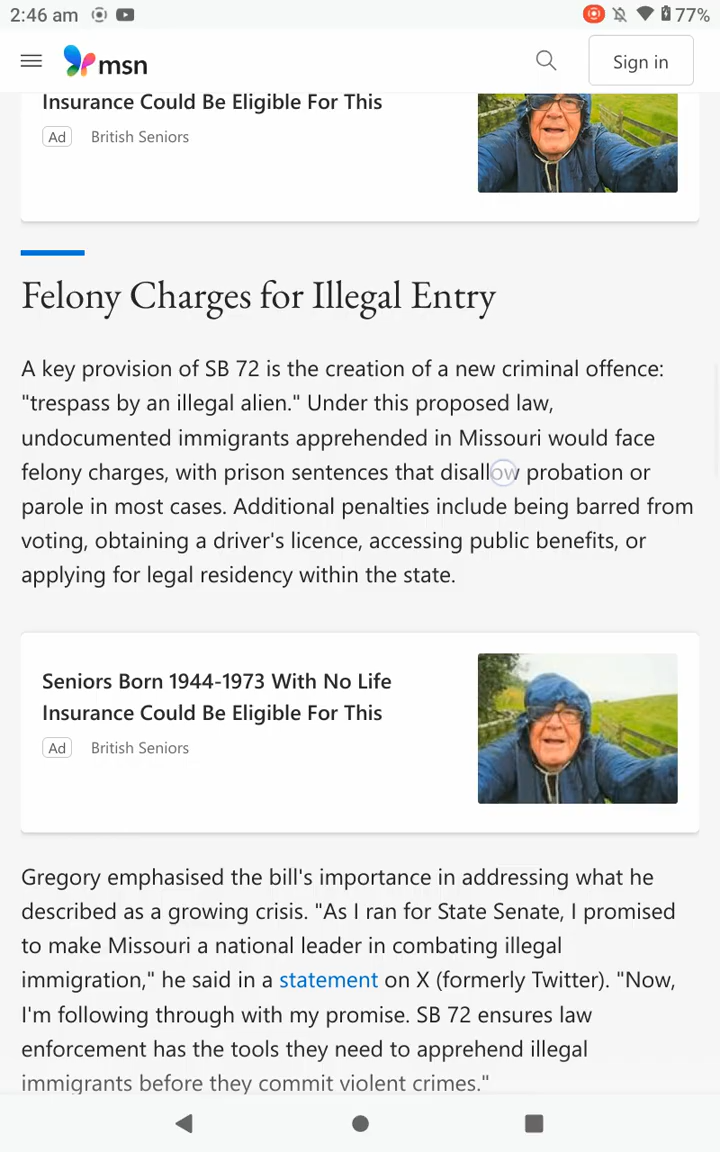 2:46 am
77%
msn
Sign in
Insurance Could Be Eligible For This
Ad British Seniors
Felony Charges for Illegal Entry
A key provision of SB 72 is the creation of a new criminal offence:
"trespass by an illegal alien." Under this proposed law,
undocumented immigrants apprehended in Missouri would face
felony charges, with prison sentences that disallow probation or
parole in most cases. Additional penalties include being barred from
voting, obtaining a driver's licence, accessing public benefits, or
applying for legal residency within the state.
Seniors Born 1944-1973 With No Life
Insurance Could Be Eligible For This
Ad British Seniors
Gregory emphasised the bill's importance in addressing what he
described as a growing crisis. "As I ran for State Senate, I promised
to make Missouri a national leader in combating illegal
immigration," he said in a statement on X (formerly Twitter). "Now,
I'm following through with my promise. SB 72 ensures law
enforcement has the tools they need to apprehend illegal
immigrants before they commit violent crimes."